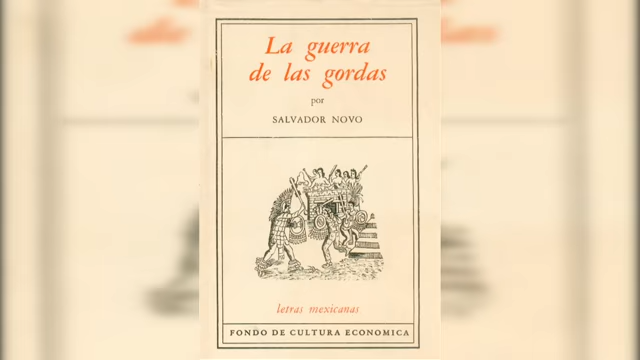 La guerra
de las gordas
por
SALVADOR NOVO
letras mexicanas
FONDO DE CULTURA ECONOMICA